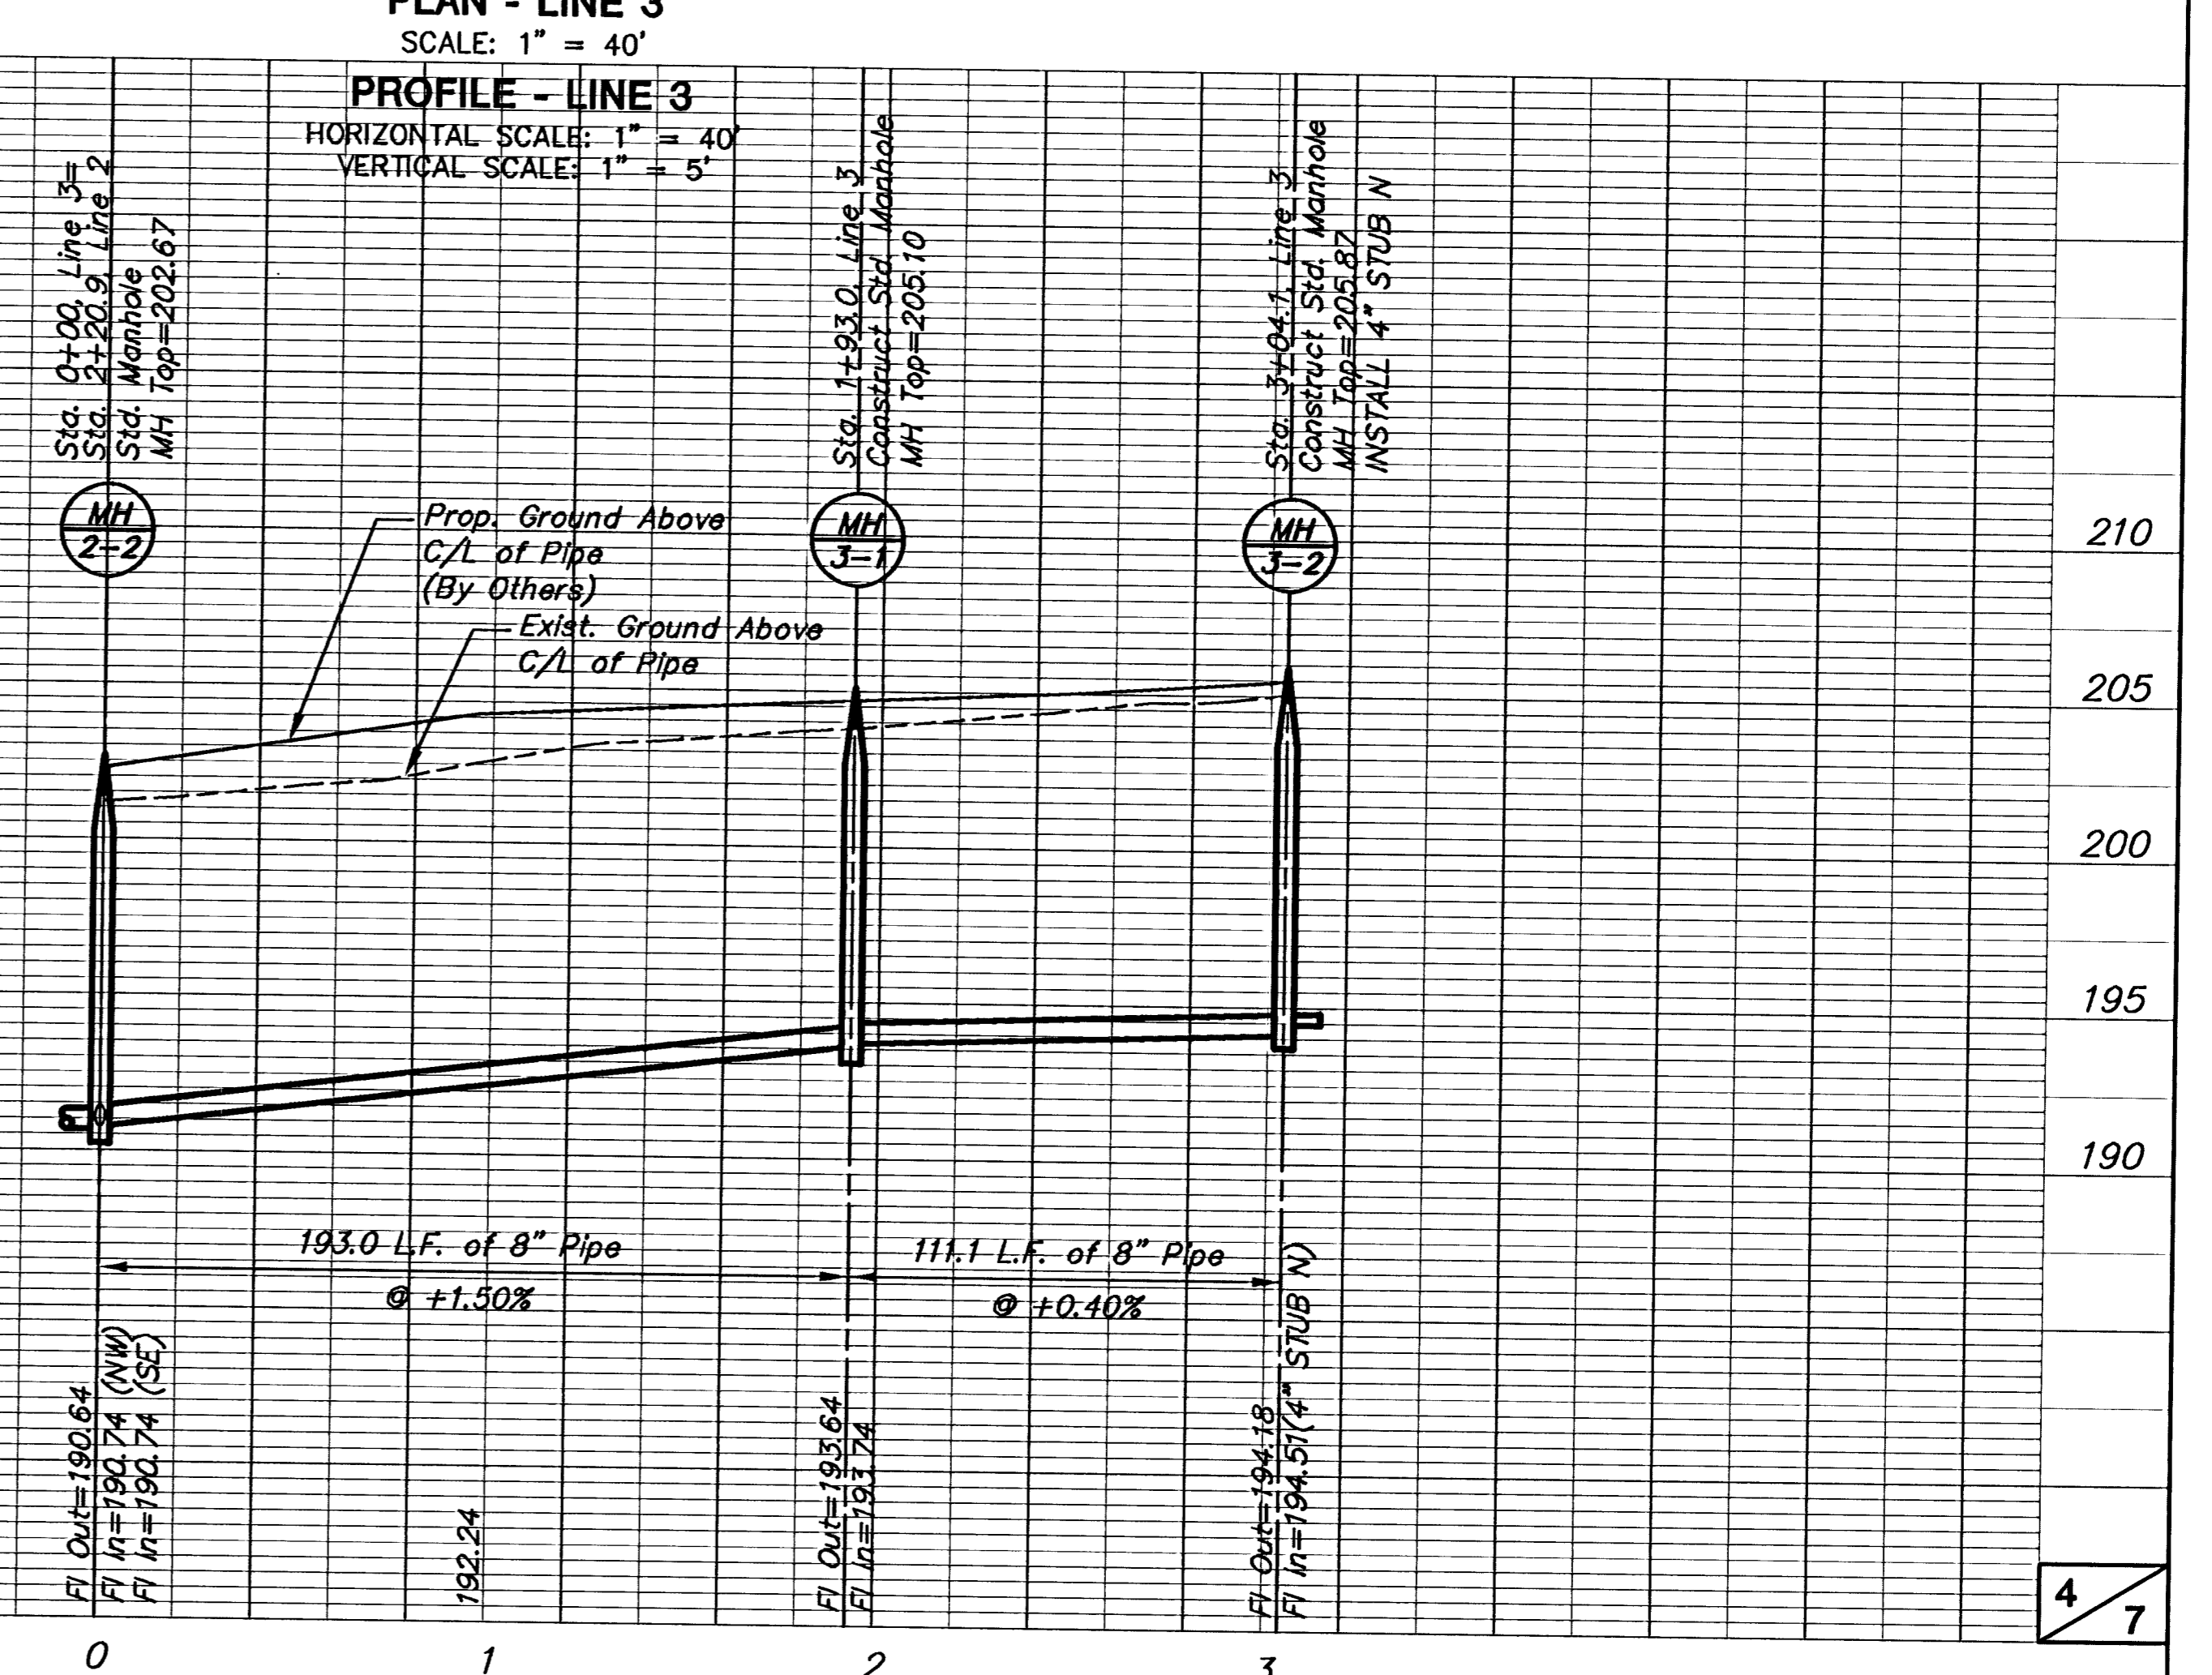 PLAN - LINE 3
SCALE: 1" = 40'
PROFILE - LINE 3
HORIZONTAL SCALE: 1" = 40'
VERTICAL SCALE: 1" = 5'
Sta. 0+00, Line 3=
Sta. 2+20.9, Line 2
Std. Manhole
MH Top=202.67
Sta. 1+93.0, Line 3
Construct Std. Manhole
MH Top=205.10
Sta. 3+04.1, Line 3
Construct Std. Manhole
MH Top=205.87
INSTALL 4" STUB N
MH
2-2
MH
3-1
MH
3-2
Prop. Ground Above
C/L of Pipe
(By Others)
Exist. Ground Above
C/L of Pipe
210
205
200
195
190
193.0 L.F. of 8" Pipe
@ +1.50%
111.1 L.F. of 8" Pipe
@ +0.40%
Fl Out=190.64
Fl In=190.74 (NW)
Fl In=190.74 (SE)
192.24
Fl Out=193.64
Fl In=193.74
Fl Out=194.18
Fl In=194.51(4" STUB N)
0
1
2
3
4
7